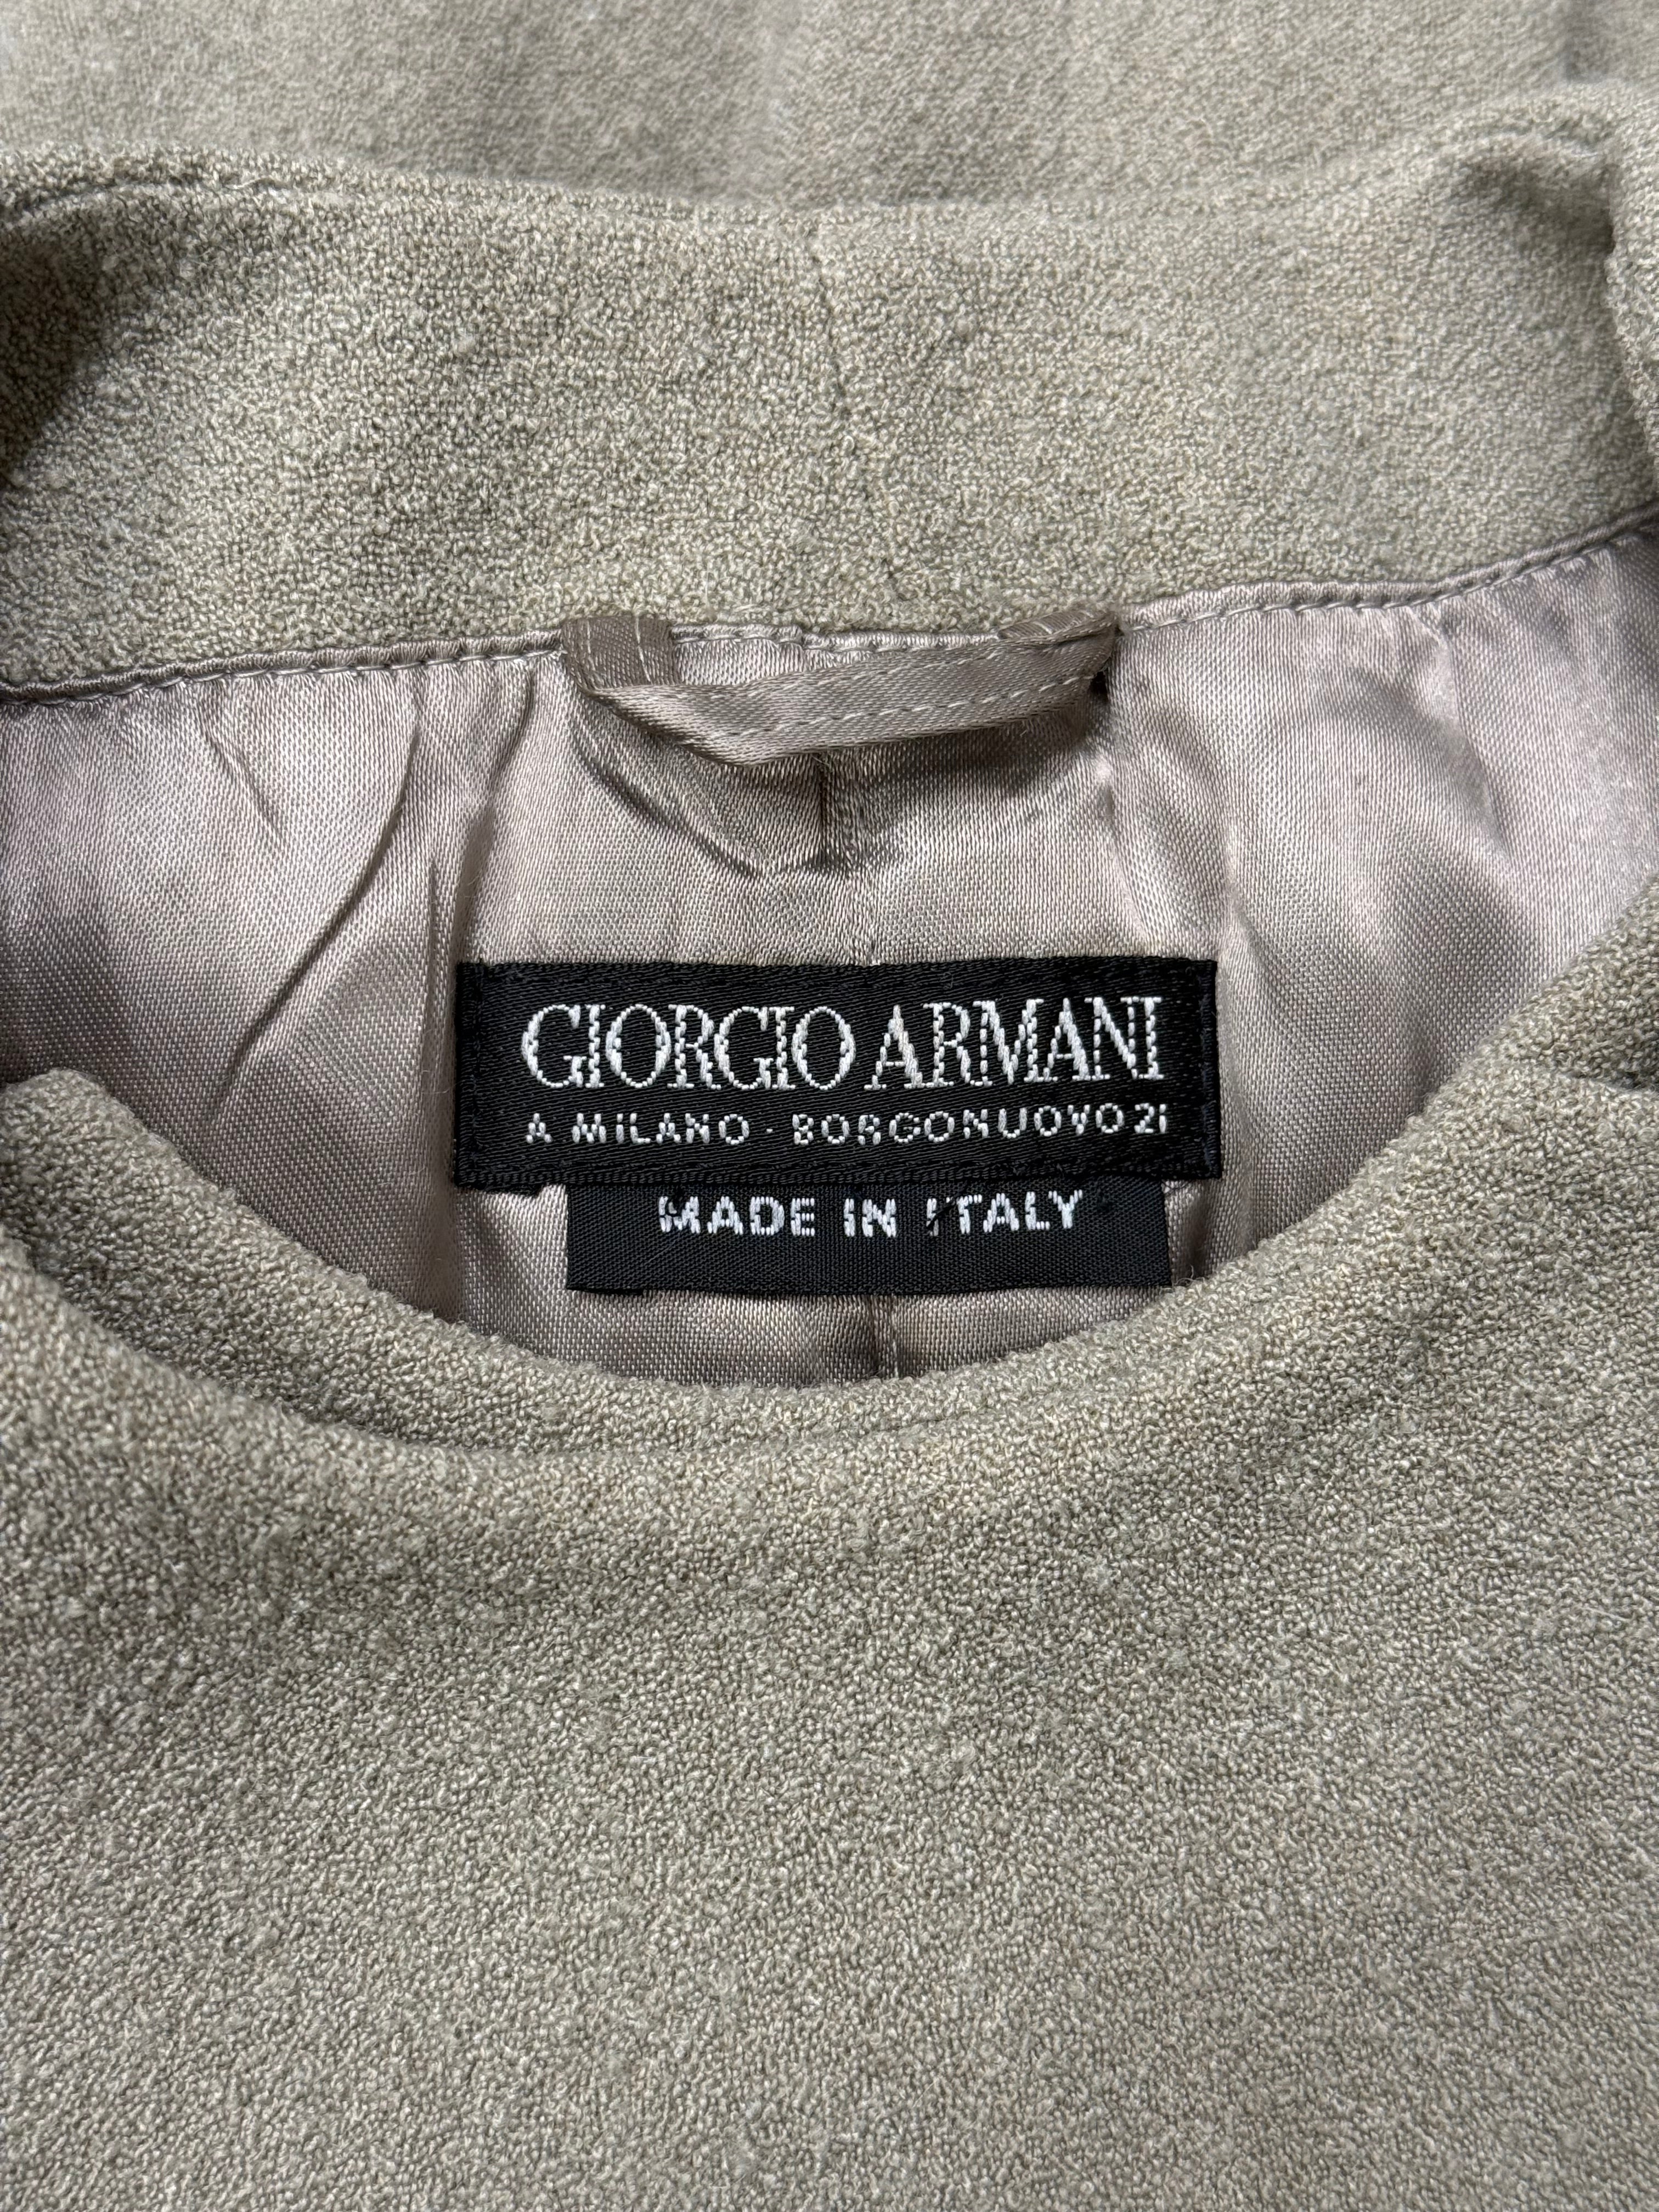 GIORGIO ARMANI
A MILANO · BORGONUOVO 21
MADE IN ITALY